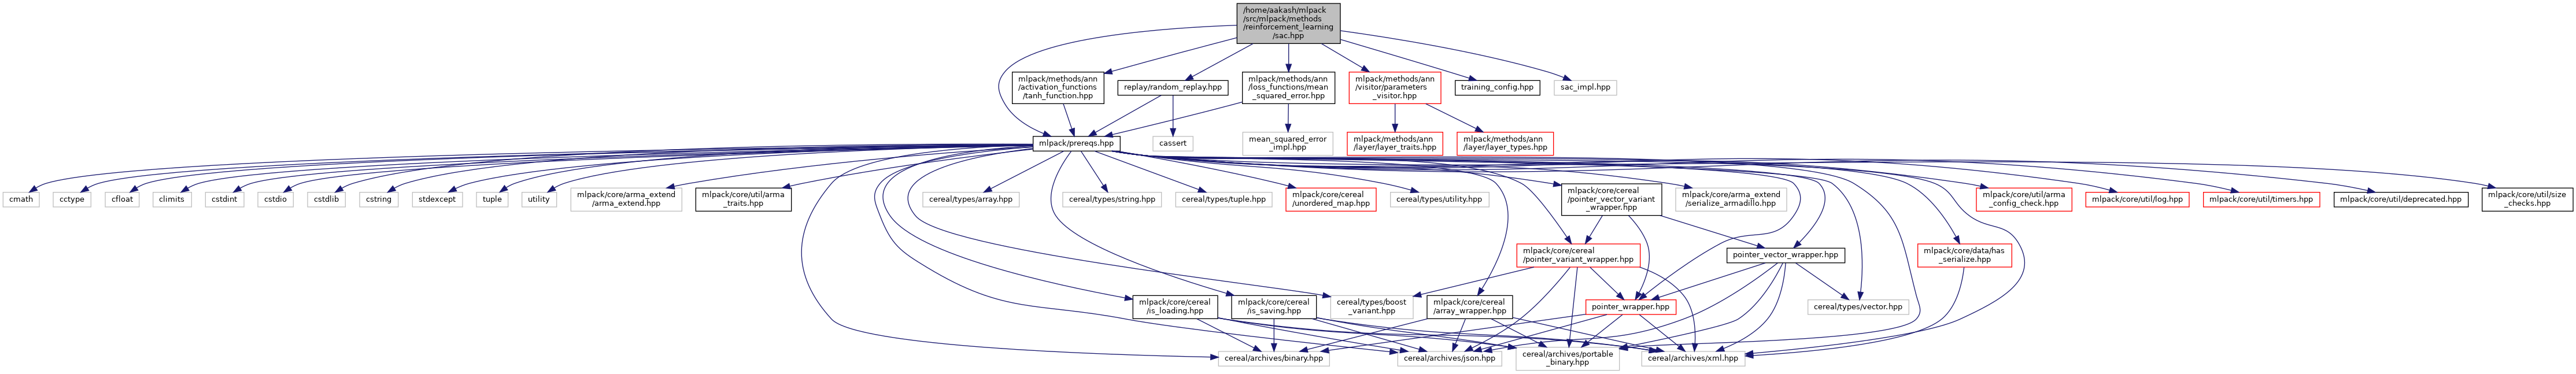 /home/aakash/mlpack
/src/mlpack/methods
/reinforcement_learning
/sac.hpp
mlpack/methods/ann
/activation_functions
/tanh_function.hpp
replay/random_replay.hpp
mlpack/methods/ann
/loss_functions/mean
_squared_error.hpp
mlpack/methods/ann
/visitor/parameters
_visitor.hpp
training_config.hpp
sac_impl.hpp
mlpack/prereqs.hpp
cassert
mean_squared_error
_impl.hpp
mlpack/methods/ann
/layer/layer_traits.hpp
mlpack/methods/ann
/layer/layer_types.hpp
cmath
cctype
cfloat
climits
cstdint
cstdio
cstdlib
cstring
stdexcept
tuple
utility
mlpack/core/arma_extend
/arma_extend.hpp
mlpack/core/util/arma
_traits.hpp
cereal/types/array.hpp
cereal/types/string.hpp
cereal/types/tuple.hpp
mlpack/core/cereal
/unordered_map.hpp
cereal/types/utility.hpp
mlpack/core/cereal
/pointer_vector_variant
_wrapper.hpp
mlpack/core/arma_extend
/serialize_armadillo.hpp
mlpack/core/util/arma
_config_check.hpp
mlpack/core/util/log.hpp
mlpack/core/util/timers.hpp
mlpack/core/util/deprecated.hpp
mlpack/core/util/size
_checks.hpp
mlpack/core/cereal
/pointer_variant_wrapper.hpp
pointer_vector_wrapper.hpp
mlpack/core/data/has
_serialize.hpp
mlpack/core/cereal
/is_loading.hpp
mlpack/core/cereal
/is_saving.hpp
cereal/types/boost
_variant.hpp
mlpack/core/cereal
/array_wrapper.hpp
pointer_wrapper.hpp
cereal/types/vector.hpp
cereal/archives/binary.hpp
cereal/archives/json.hpp
cereal/archives/portable
_binary.hpp
cereal/archives/xml.hpp